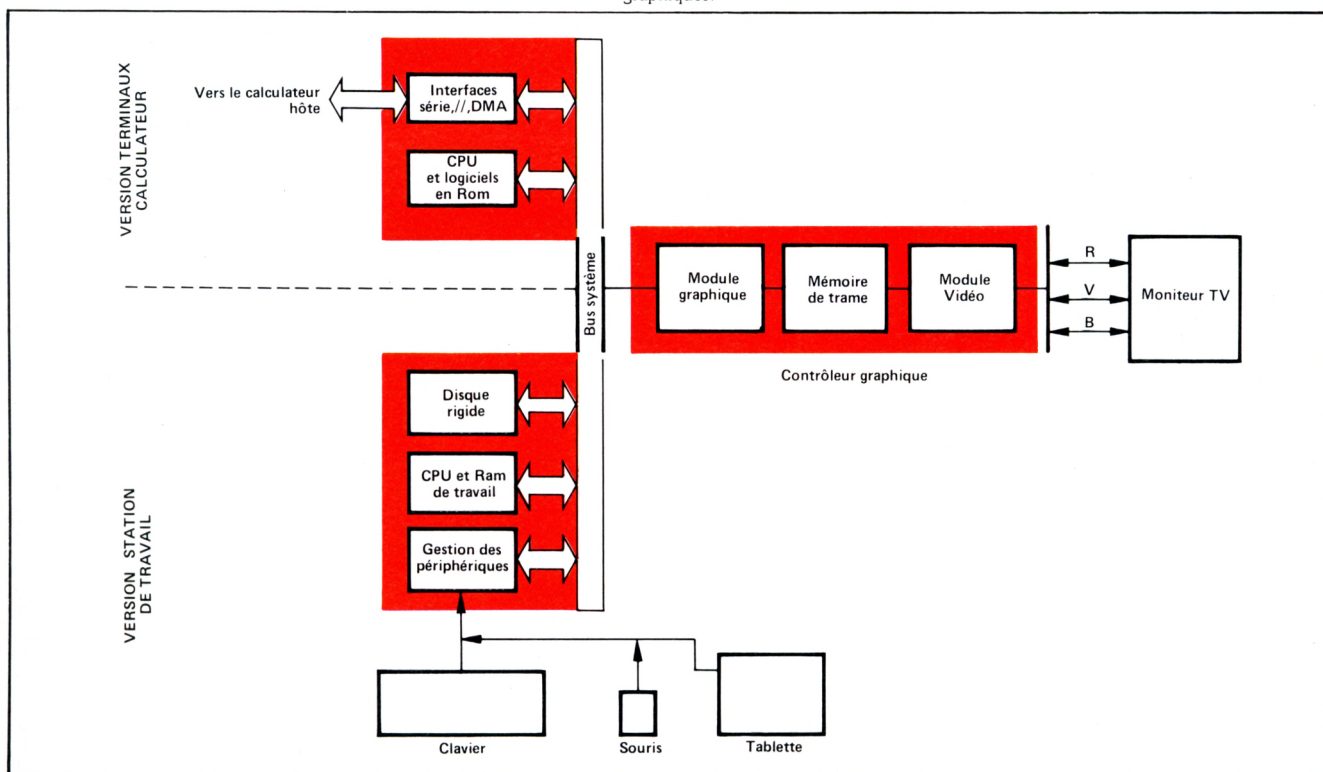 graphiques.
VERSION TERMINAUX
CALCULATEUR
Vers le calculateur
hôte
Interfaces
série,//,DMA
CPU
et logiciels
en Rom
Bus système
Module
graphique
Mémoire
de trame
Module
Vidéo
R
V
B
Moniteur TV
Contrôleur graphique
VERSION STATION
DE TRAVAIL
Disque
rigide
CPU et Ram
de travail
Gestion des
périphériques
Clavier
Souris
Tablette